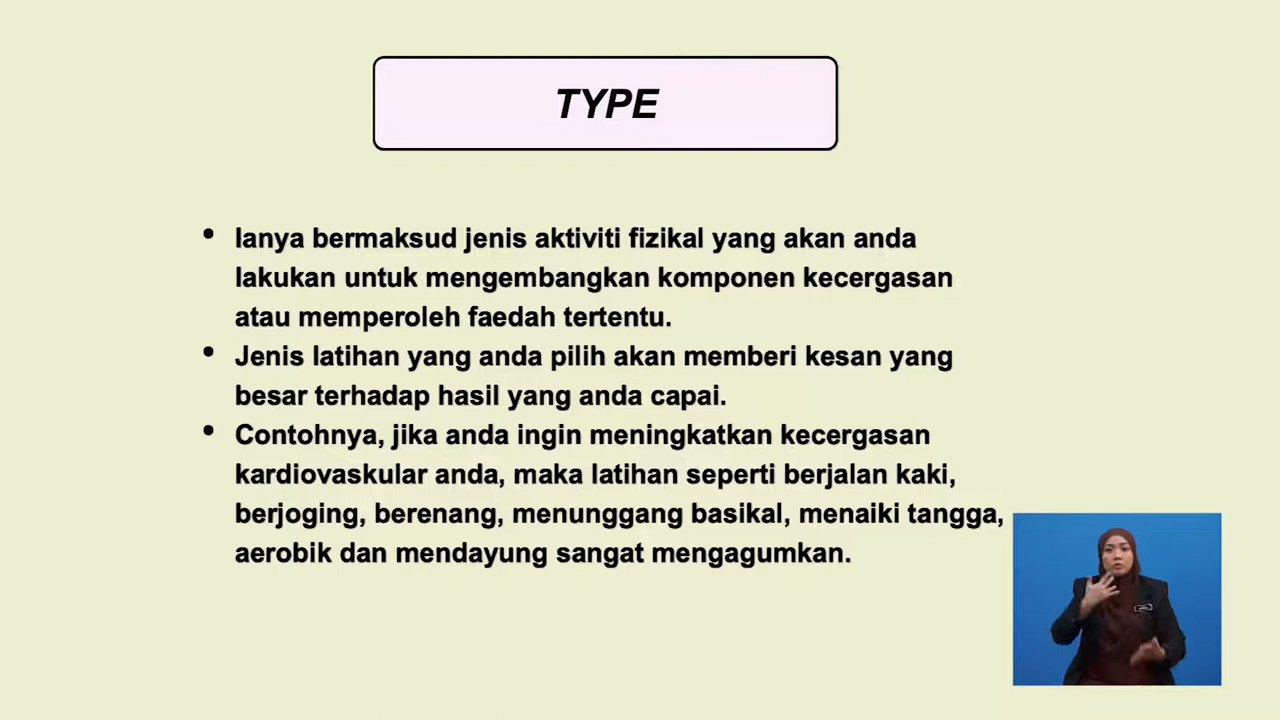 TYPE
• Ianya bermaksud jenis aktiviti fizikal yang akan anda
lakukan untuk mengembangkan komponen kecergasan
atau memperoleh faedah tertentu.
• Jenis latihan yang anda pilih akan memberi kesan yang
besar terhadap hasil yang anda capai.
• Contohnya, jika anda ingin meningkatkan kecergasan
kardiovaskular anda, maka latihan seperti berjalan kaki,
berjoging, berenang, menunggang basikal, menaiki tangga,
aerobik dan mendayung sangat mengagumkan.